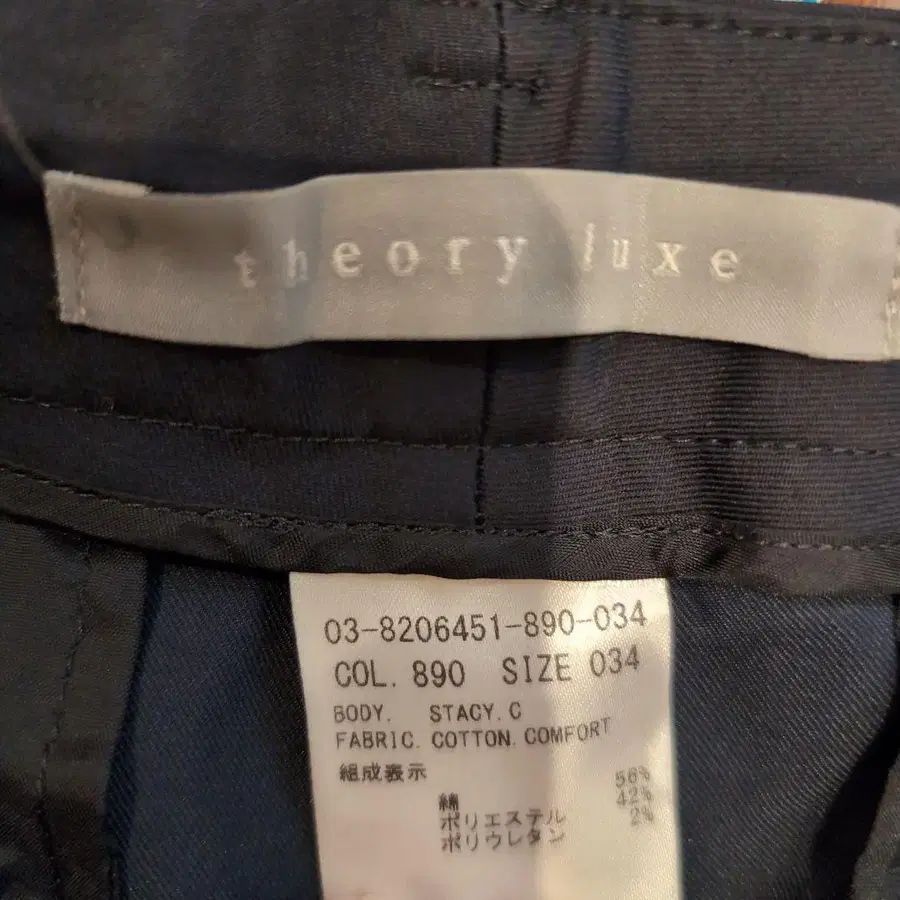 theory luxe
03-8206451-890-034
COL. 890 SIZE 034
BODY. STACY.C
FABRIC. COTTON.COMFORT
組成表示
綿 56%
ポリエステル 42%
ポリウレタン 2%